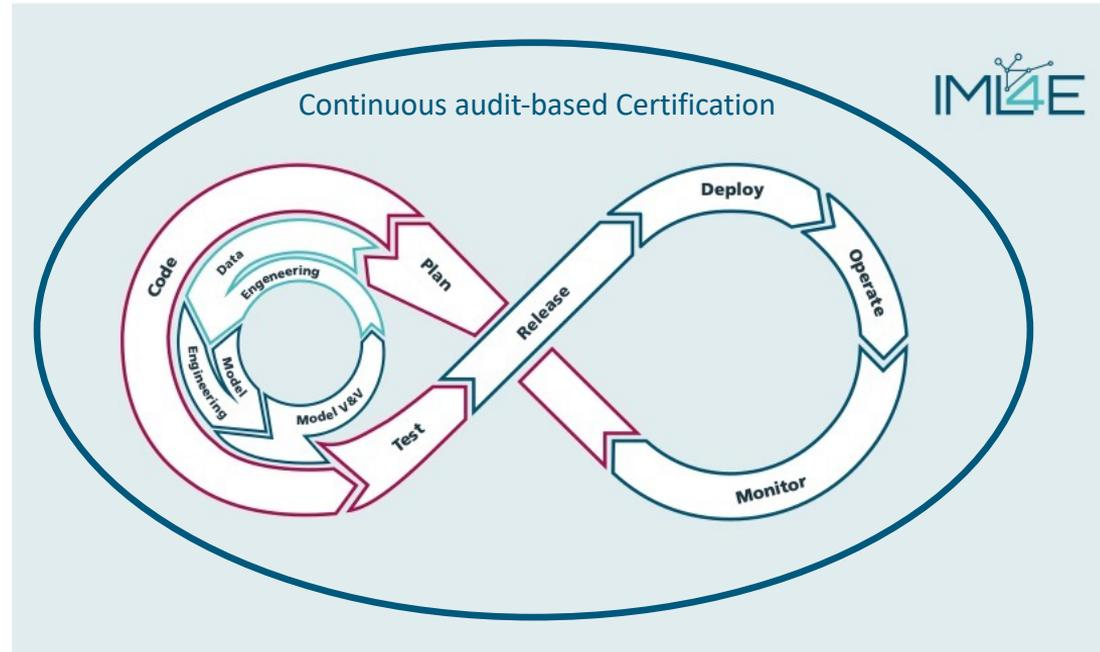 Continuous audit-based Certification
IML4E
Code
Data
Engeneering
Engineering
Model
Model V&V
Plan
Test
Release
Deploy
Operate
Monitor